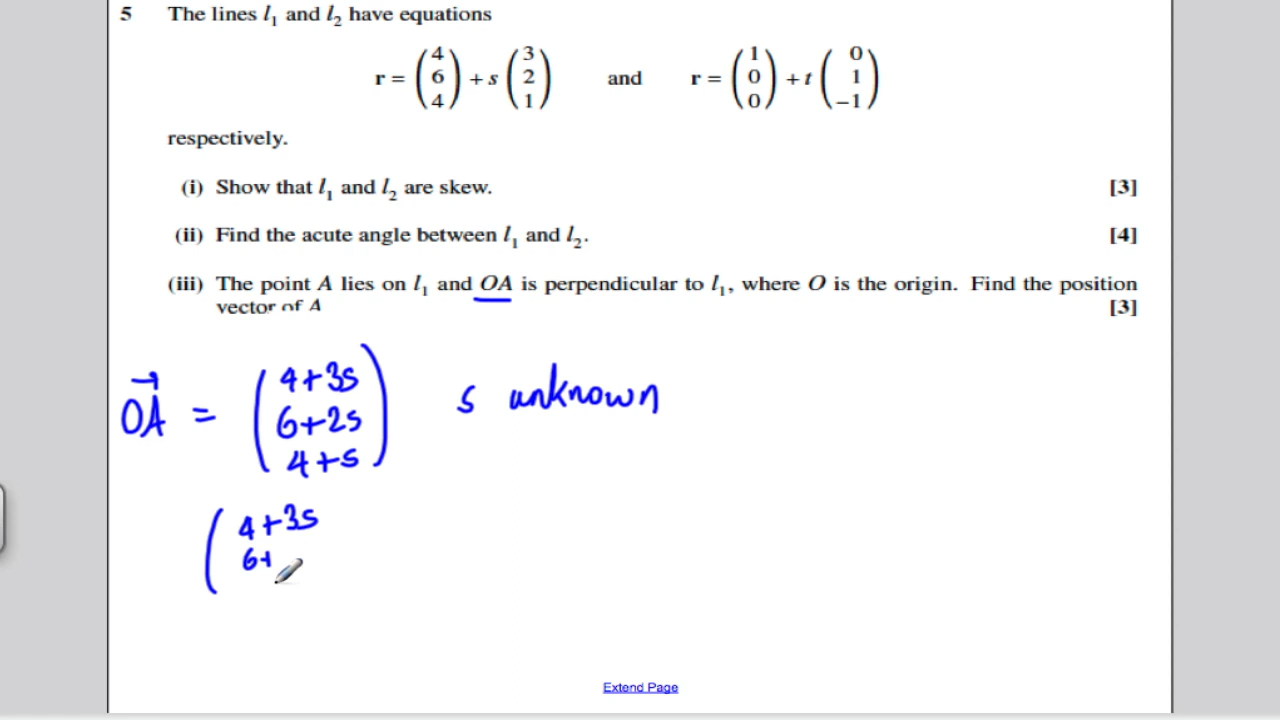 5 The lines l₁ and l₂ have equations
r = (4 6 4) + s (3 2 1) and r = (1 0 0) + t (0 1 −1)
respectively.
(i) Show that l₁ and l₂ are skew. [3]
(ii) Find the acute angle between l₁ and l₂. [4]
(iii) The point A lies on l₁ and OA is perpendicular to l₁, where O is the origin. Find the position
vector of A [3]
OA = (4+3s 6+2s 4+s) s unknown
(4+3s
6+
Extend Page